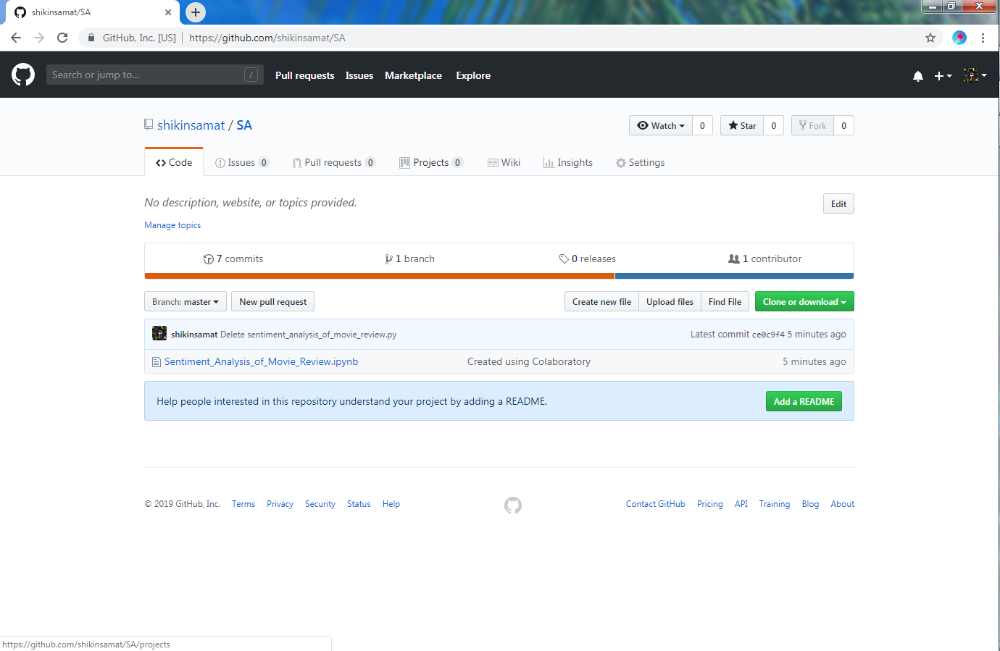 shikinsamat/SA
GitHub, Inc. [US] | https://github.com/shikinsamat/SA
Search or jump to... / Pull requests Issues Marketplace Explore
shikinsamat / SA Watch 0 Star 0 Fork 0
Code Issues 0 Pull requests 0 Projects 0 Wiki Insights Settings
No description, website, or topics provided. Edit
Manage topics
7 commits 1 branch 0 releases 1 contributor
Branch: master New pull request Create new file Upload files Find File Clone or download
shikinsamat Delete sentiment_analysis_of_movie_review.py Latest commit ce0c9f4 5 minutes ago
Sentiment_Analysis_of_Movie_Review.ipynb Created using Colaboratory 5 minutes ago
Help people interested in this repository understand your project by adding a README. Add a README
© 2019 GitHub, Inc. Terms Privacy Security Status Help Contact GitHub Pricing API Training Blog About
https://github.com/shikinsamat/SA/projects